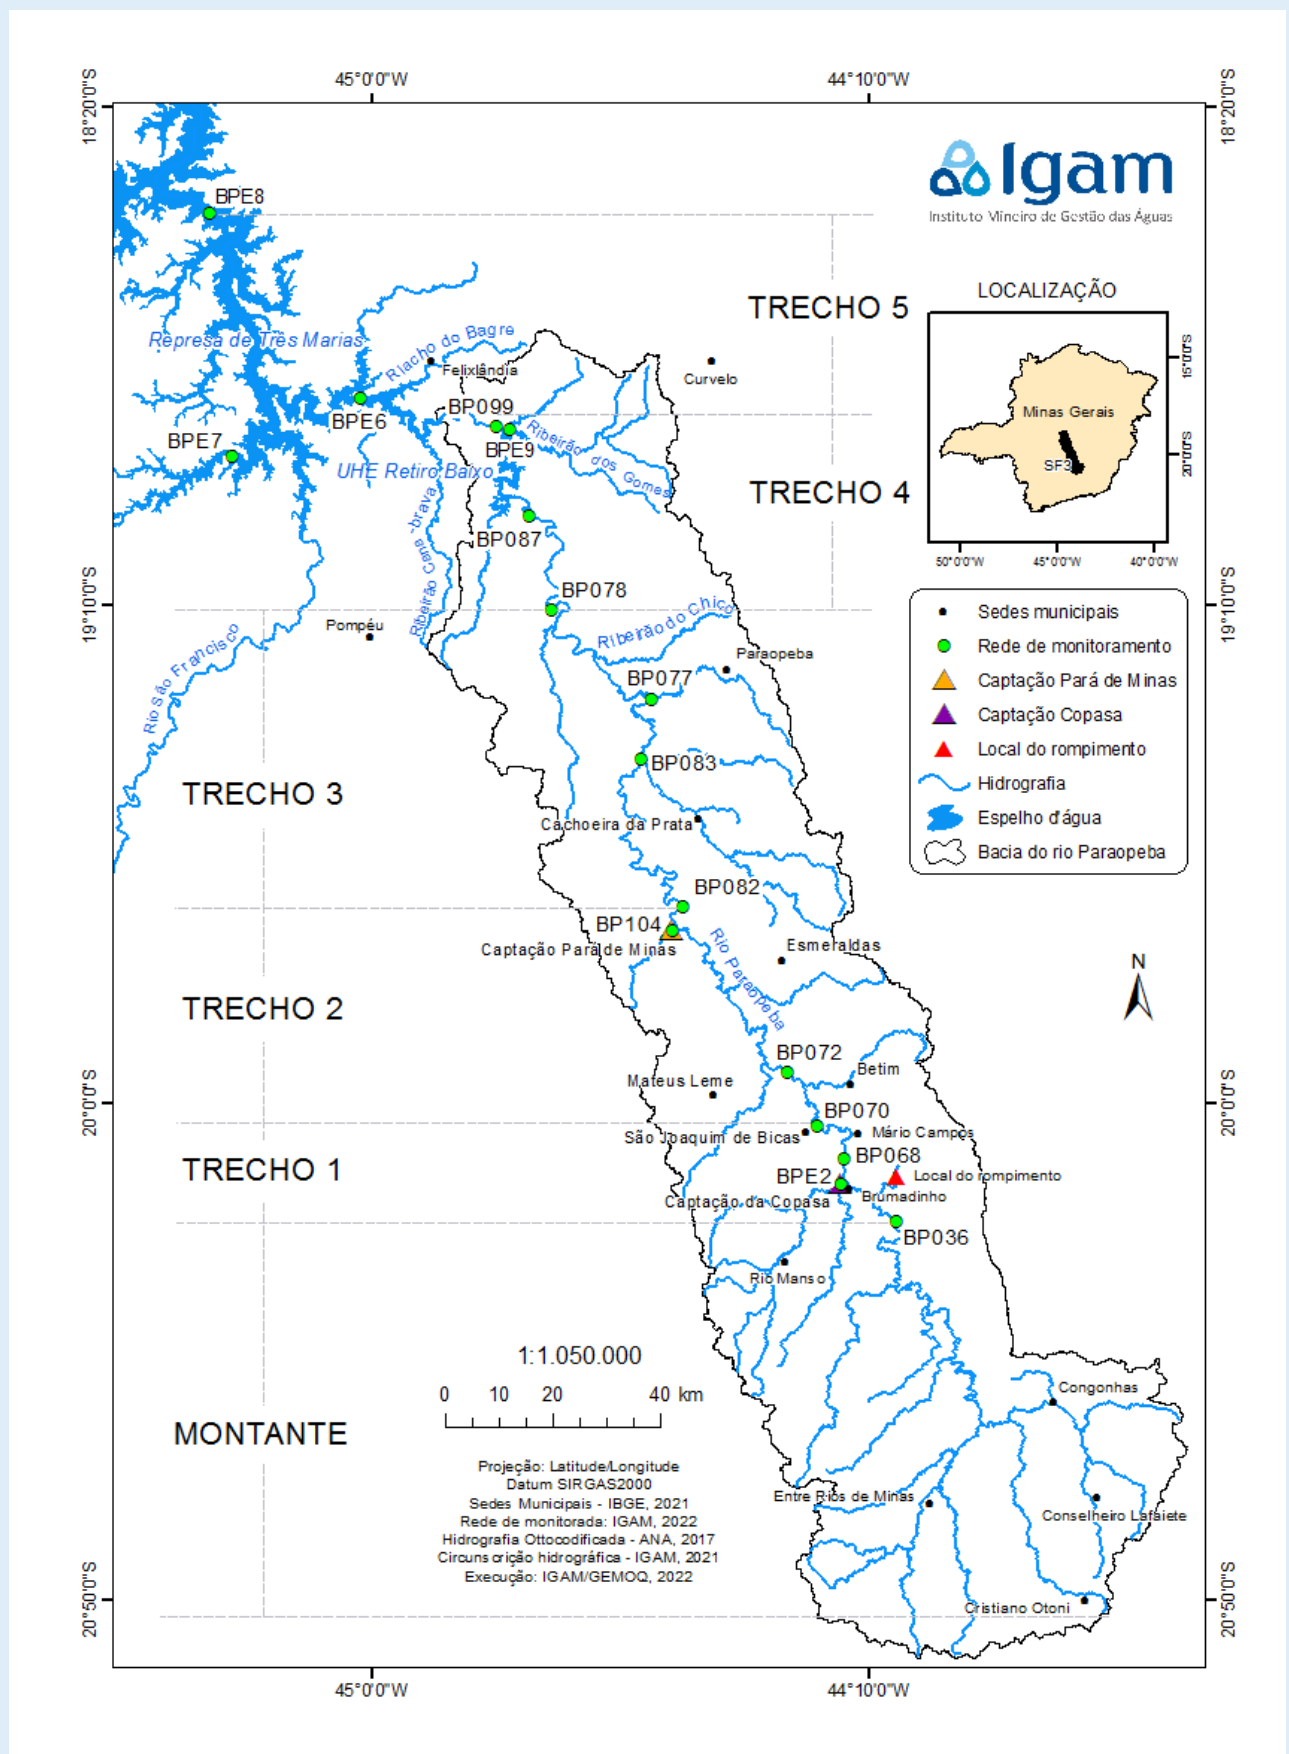 45°0'0"W
44°10'0"W
18°20'0"S
18°20'0"S
Igam
Instituto Mineiro de Gestão das Águas
BPE8
LOCALIZAÇÃO
TRECHO 5
Represa de Três Marias
Riacho do Bagre
Felixlândia
Curvelo
15°0'0"S
Minas Gerais
SF3
20°0'0"S
50°0'0"W
45°0'0"W
40°0'0"W
BPE6
BP099
BPE9
BPE7
Ribeirão dos Gomes
UHE Retiro Baixo
TRECHO 4
Ribeirão Cana -brava
BP087
BP078
19°10'0"S
19°10'0"S
Pompéu
Ribeirão do Chico
Rio São Francisco
Paraopeba
BP077
BP083
Sedes municipais
Rede de monitoramento
Captação Pará de Minas
Captação Copasa
Local do rompimento
Hidrografia
Espelho d'água
Bacia do rio Paraopeba
TRECHO 3
Cachoeira da Prata
BP082
BP104
Captação Pará de Minas
Rio Paraopeba
Esmeraldas
N
TRECHO 2
BP072
Betim
Mateus Leme
20°0'0"S
20°0'0"S
BP070
São Joaquim de Bicas
Mário Campos
TRECHO 1
BP068
BPE2
Local do rompimento
Captação da Copasa
Brumadinho
BP036
Rio Manso
1:1.050.000
0 10 20 40 km
Congonhas
MONTANTE
Projeção: Latitude/Longitude
Datum SIRGAS2000
Sedes Municipais - IBGE, 2021
Rede de monitorada: IGAM, 2022
Hidrografia Ottocodificada - ANA, 2017
Circunscrição hidrográfica - IGAM, 2021
Execução: IGAM/GEMOQ, 2022
Entre Rios de Minas
Conselheiro Lafaiete
Cristiano Otoni
20°50'0"S
20°50'0"S
45°0'0"W
44°10'0"W